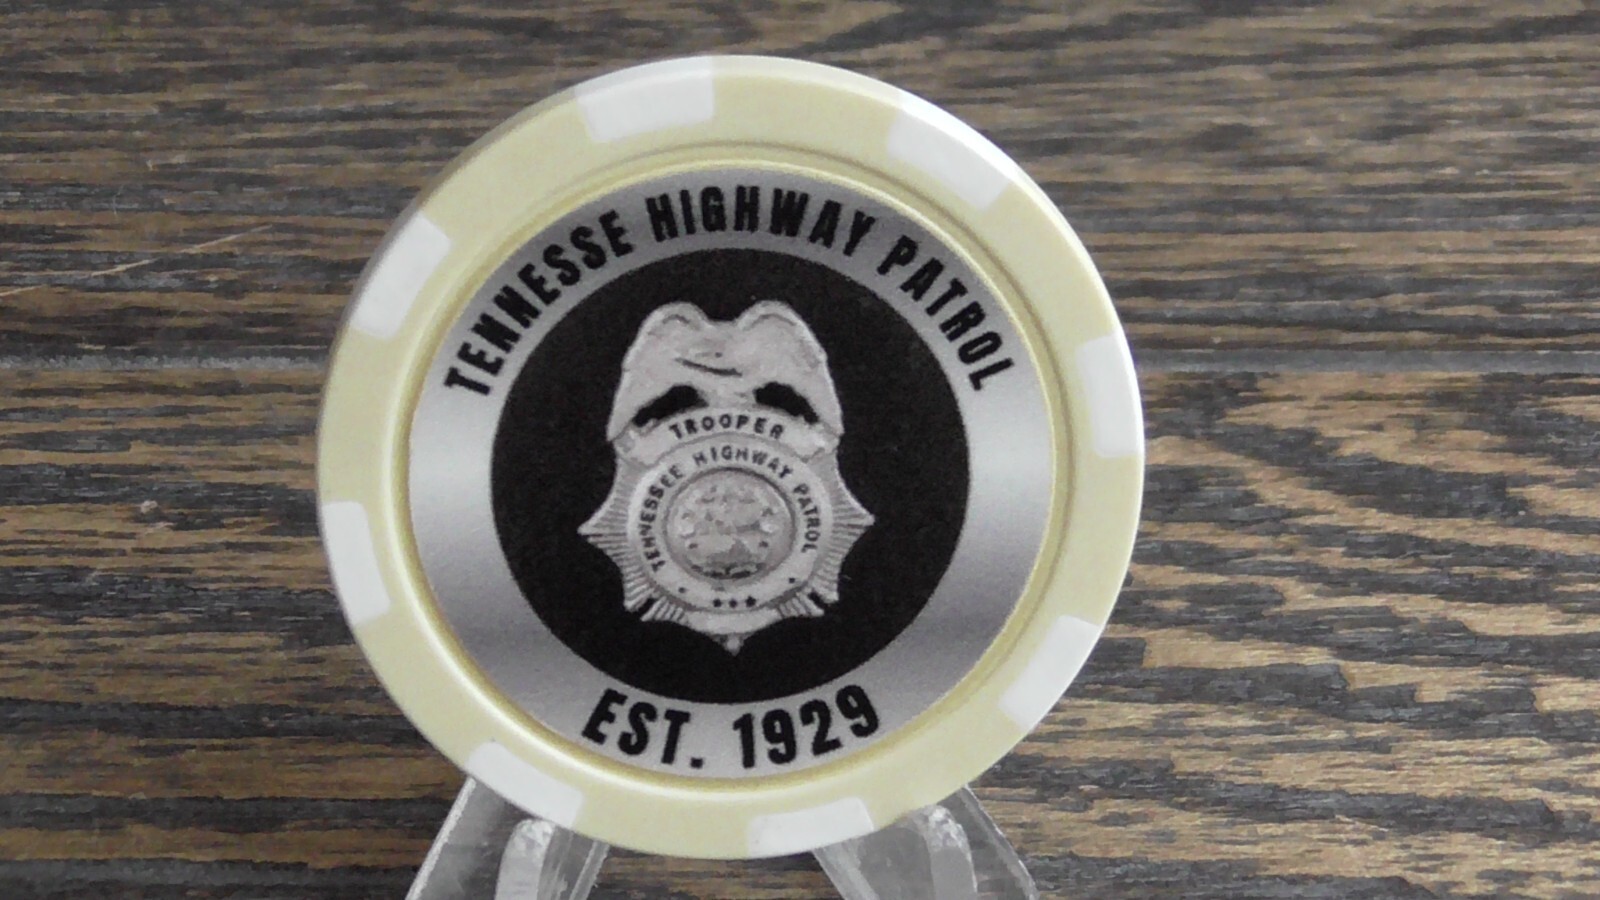 TENNESSE HIGHWAY PATROL
TROOPER
TENNESSEE HIGHWAY PATROL
EST. 1929